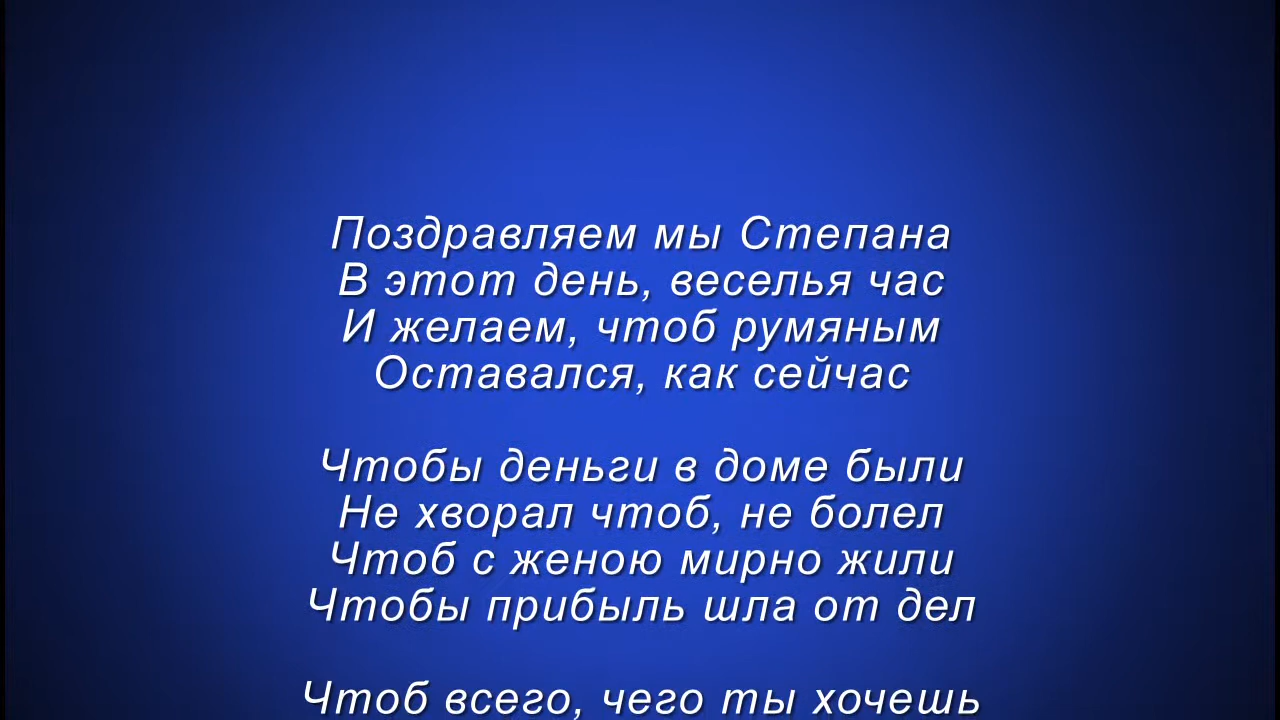 Поздравляем мы Степана
В этот день, веселья час
И желаем, чтоб румяным
Оставался, как сейчас
Чтобы деньги в доме были
Не хворал чтоб, не болел
Чтоб с женою мирно жили
Чтобы прибыль шла от дел
Чтоб всего, чего ты хочешь